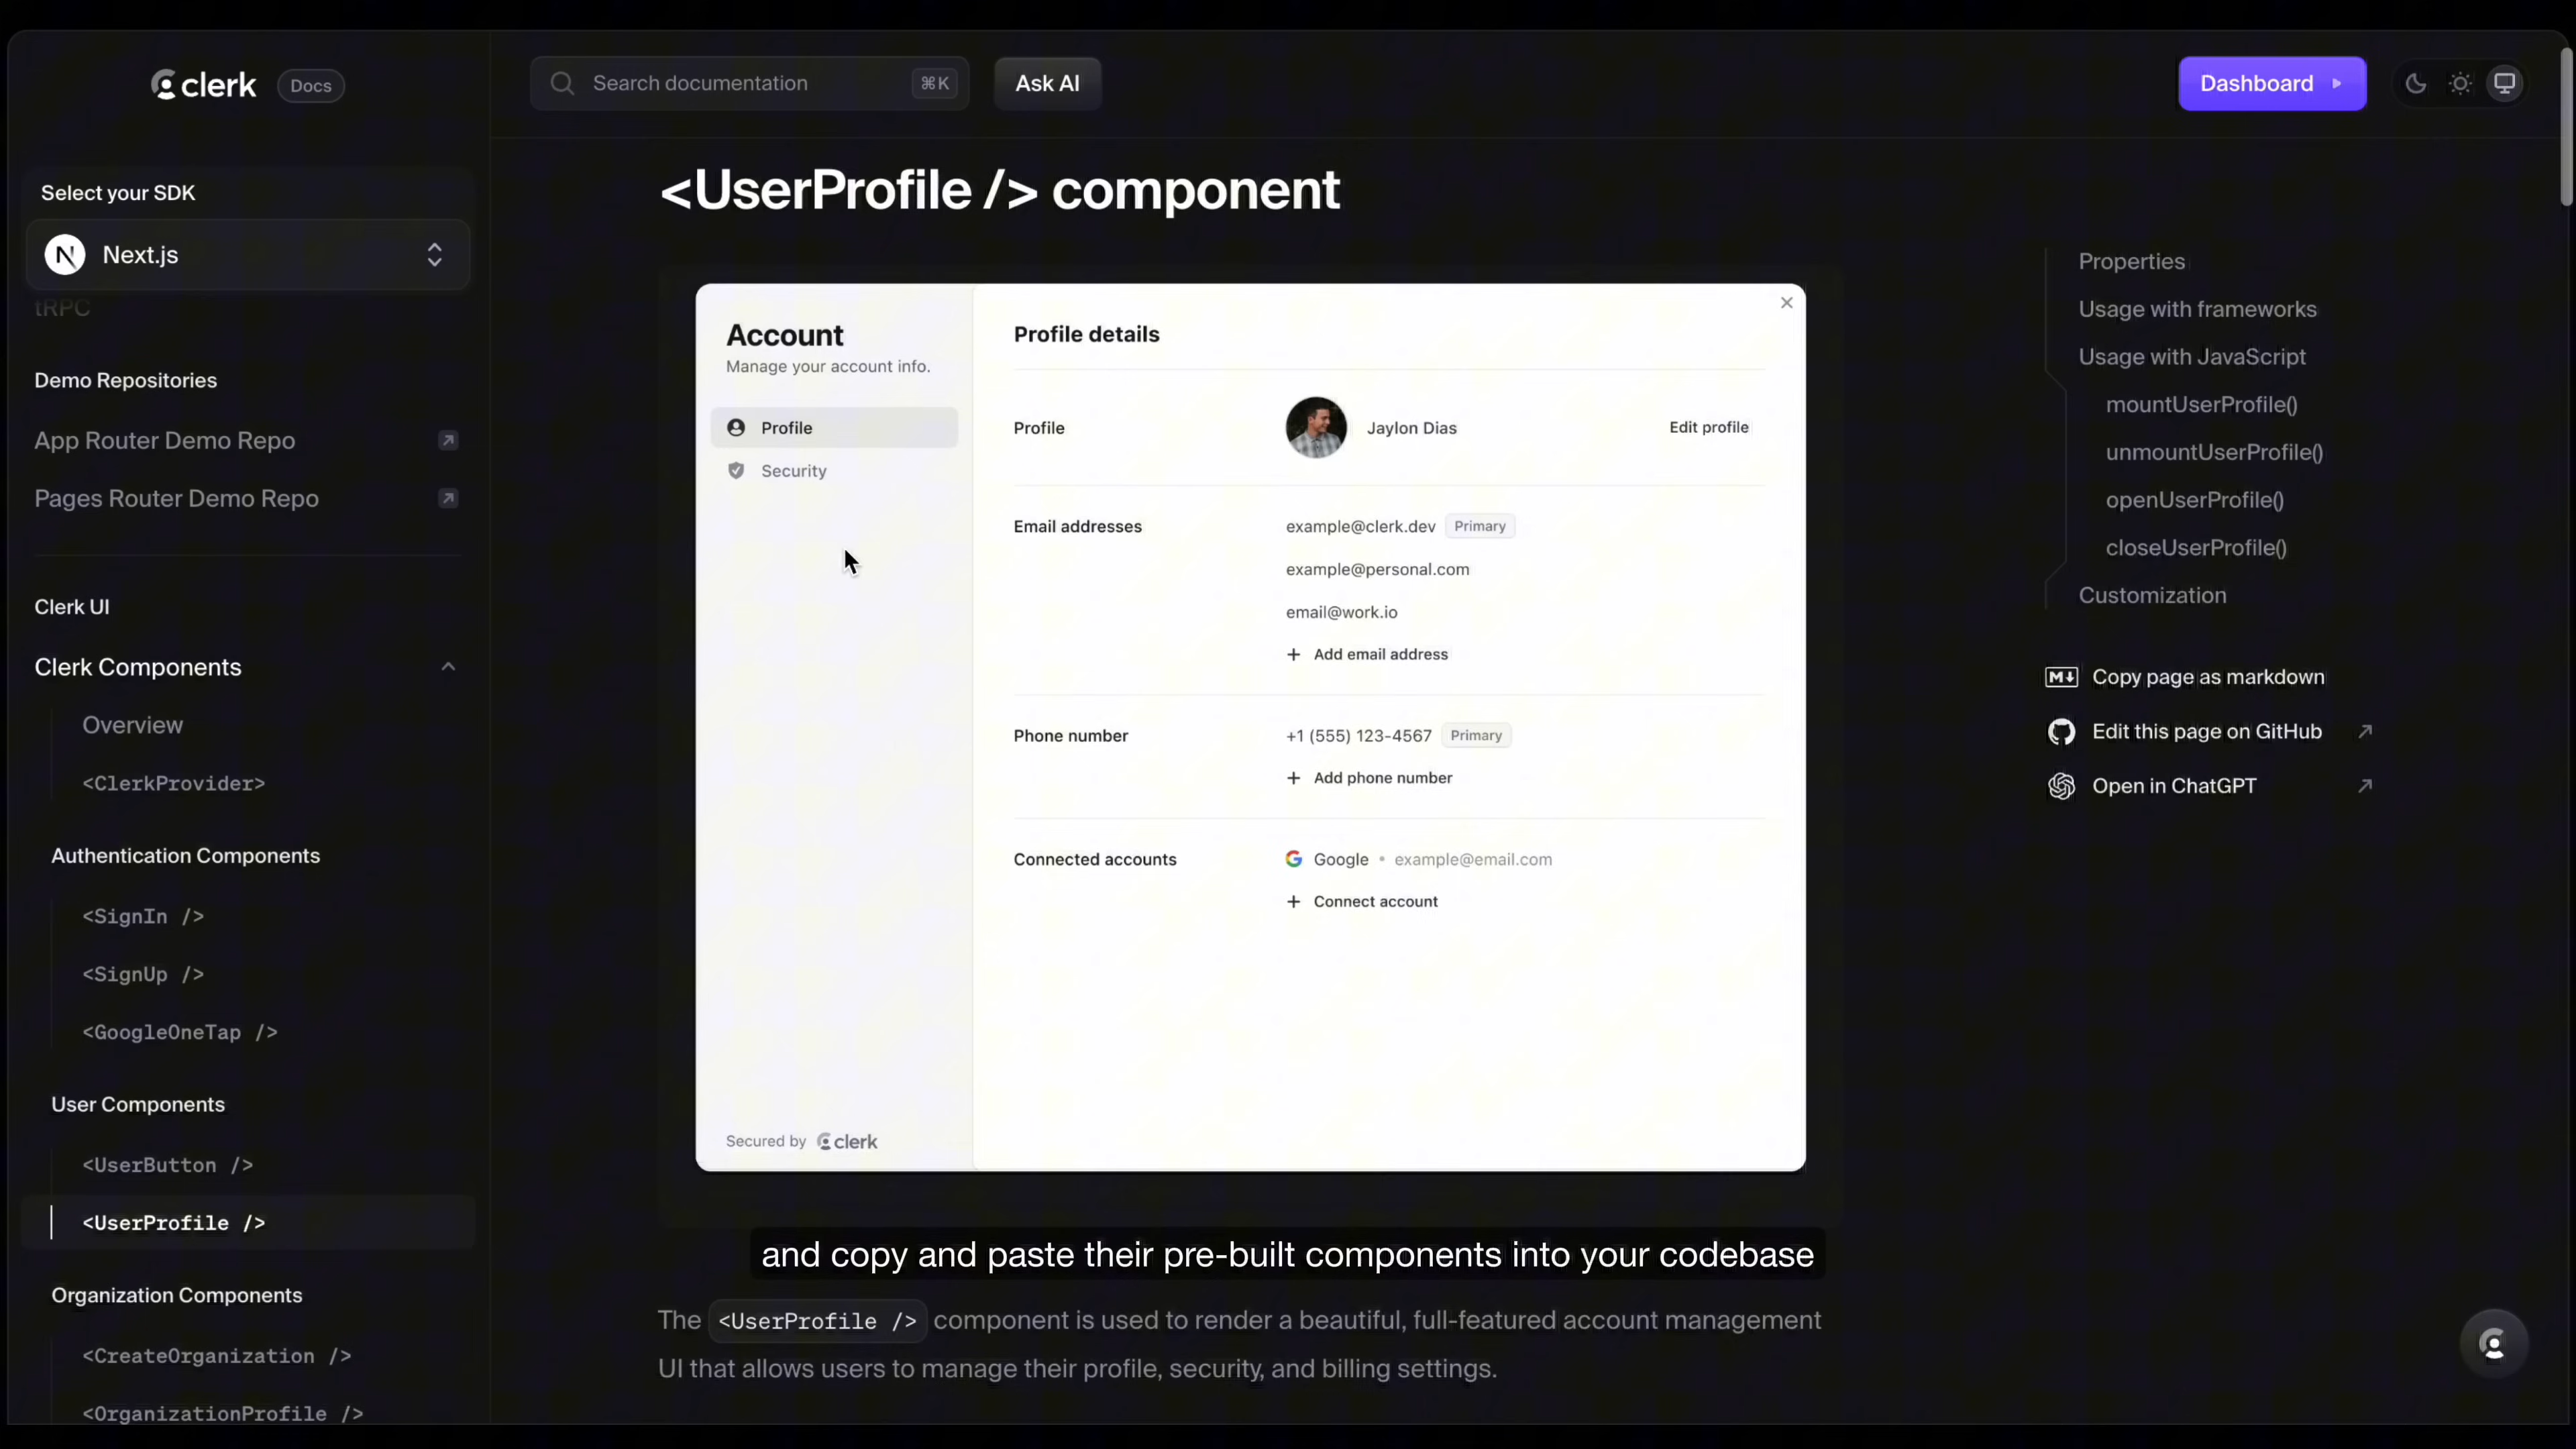 clerk
Docs
Search documentation
⌘K
Ask AI
Dashboard
Select your SDK
Next.js
tRPC
Demo Repositories
App Router Demo Repo
Pages Router Demo Repo
Clerk UI
Clerk Components
Overview
<ClerkProvider>
Authentication Components
<SignIn />
<SignUp />
<GoogleOneTap />
User Components
<UserButton />
<UserProfile />
Organization Components
<CreateOrganization />
<OrganizationProfile />
<UserProfile /> component
Account
Manage your account info.
Profile
Security
Secured by clerk
Profile details
Profile
Jaylon Dias
Edit profile
Email addresses
example@clerk.dev Primary
example@personal.com
email@work.io
+ Add email address
Phone number
+1 (555) 123-4567 Primary
+ Add phone number
Connected accounts
Google • example@email.com
+ Connect account
and copy and paste their pre-built components into your codebase
The <UserProfile /> component is used to render a beautiful, full-featured account management
UI that allows users to manage their profile, security, and billing settings.
Properties
Usage with frameworks
Usage with JavaScript
mountUserProfile()
unmountUserProfile()
openUserProfile()
closeUserProfile()
Customization
Copy page as markdown
Edit this page on GitHub
Open in ChatGPT